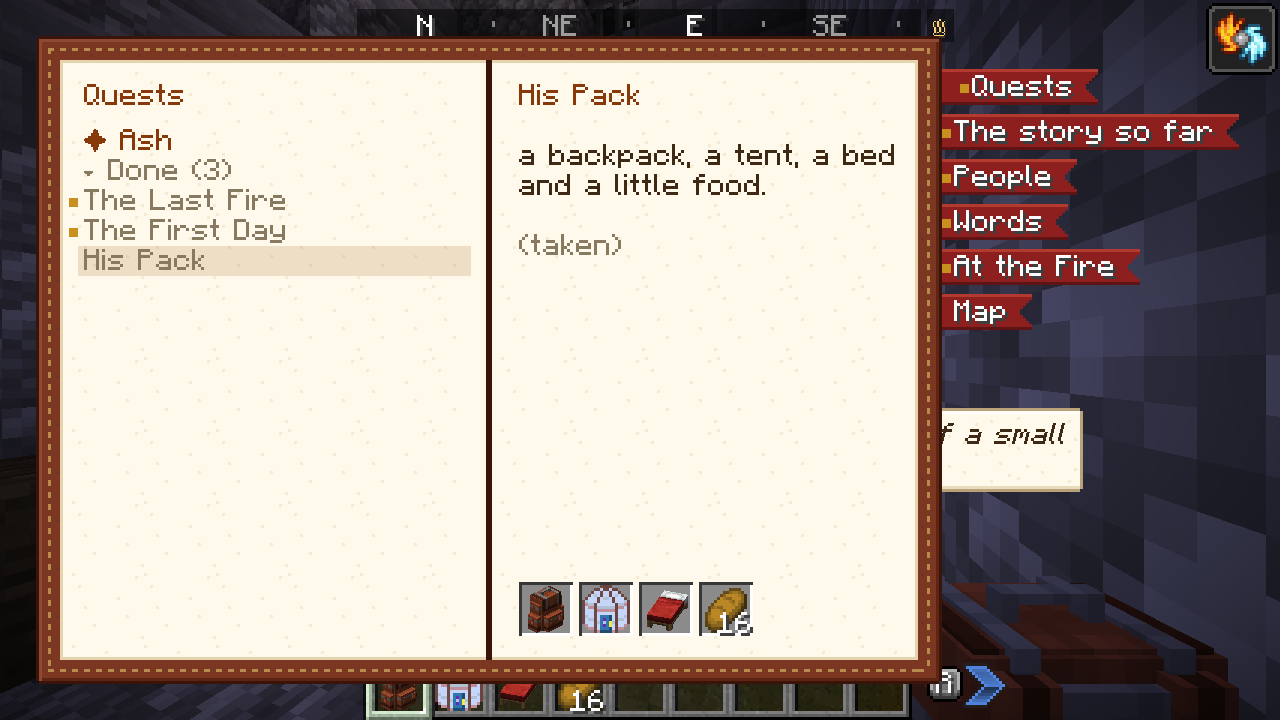 N · NE · E · SE ·
Quests
Ash
Done (3)
The Last Fire
The First Day
His Pack
His Pack
a backpack, a tent, a bed
and a little food.
(taken)
16
Quests
The story so far
People
Words
At the Fire
Map
f a small
16